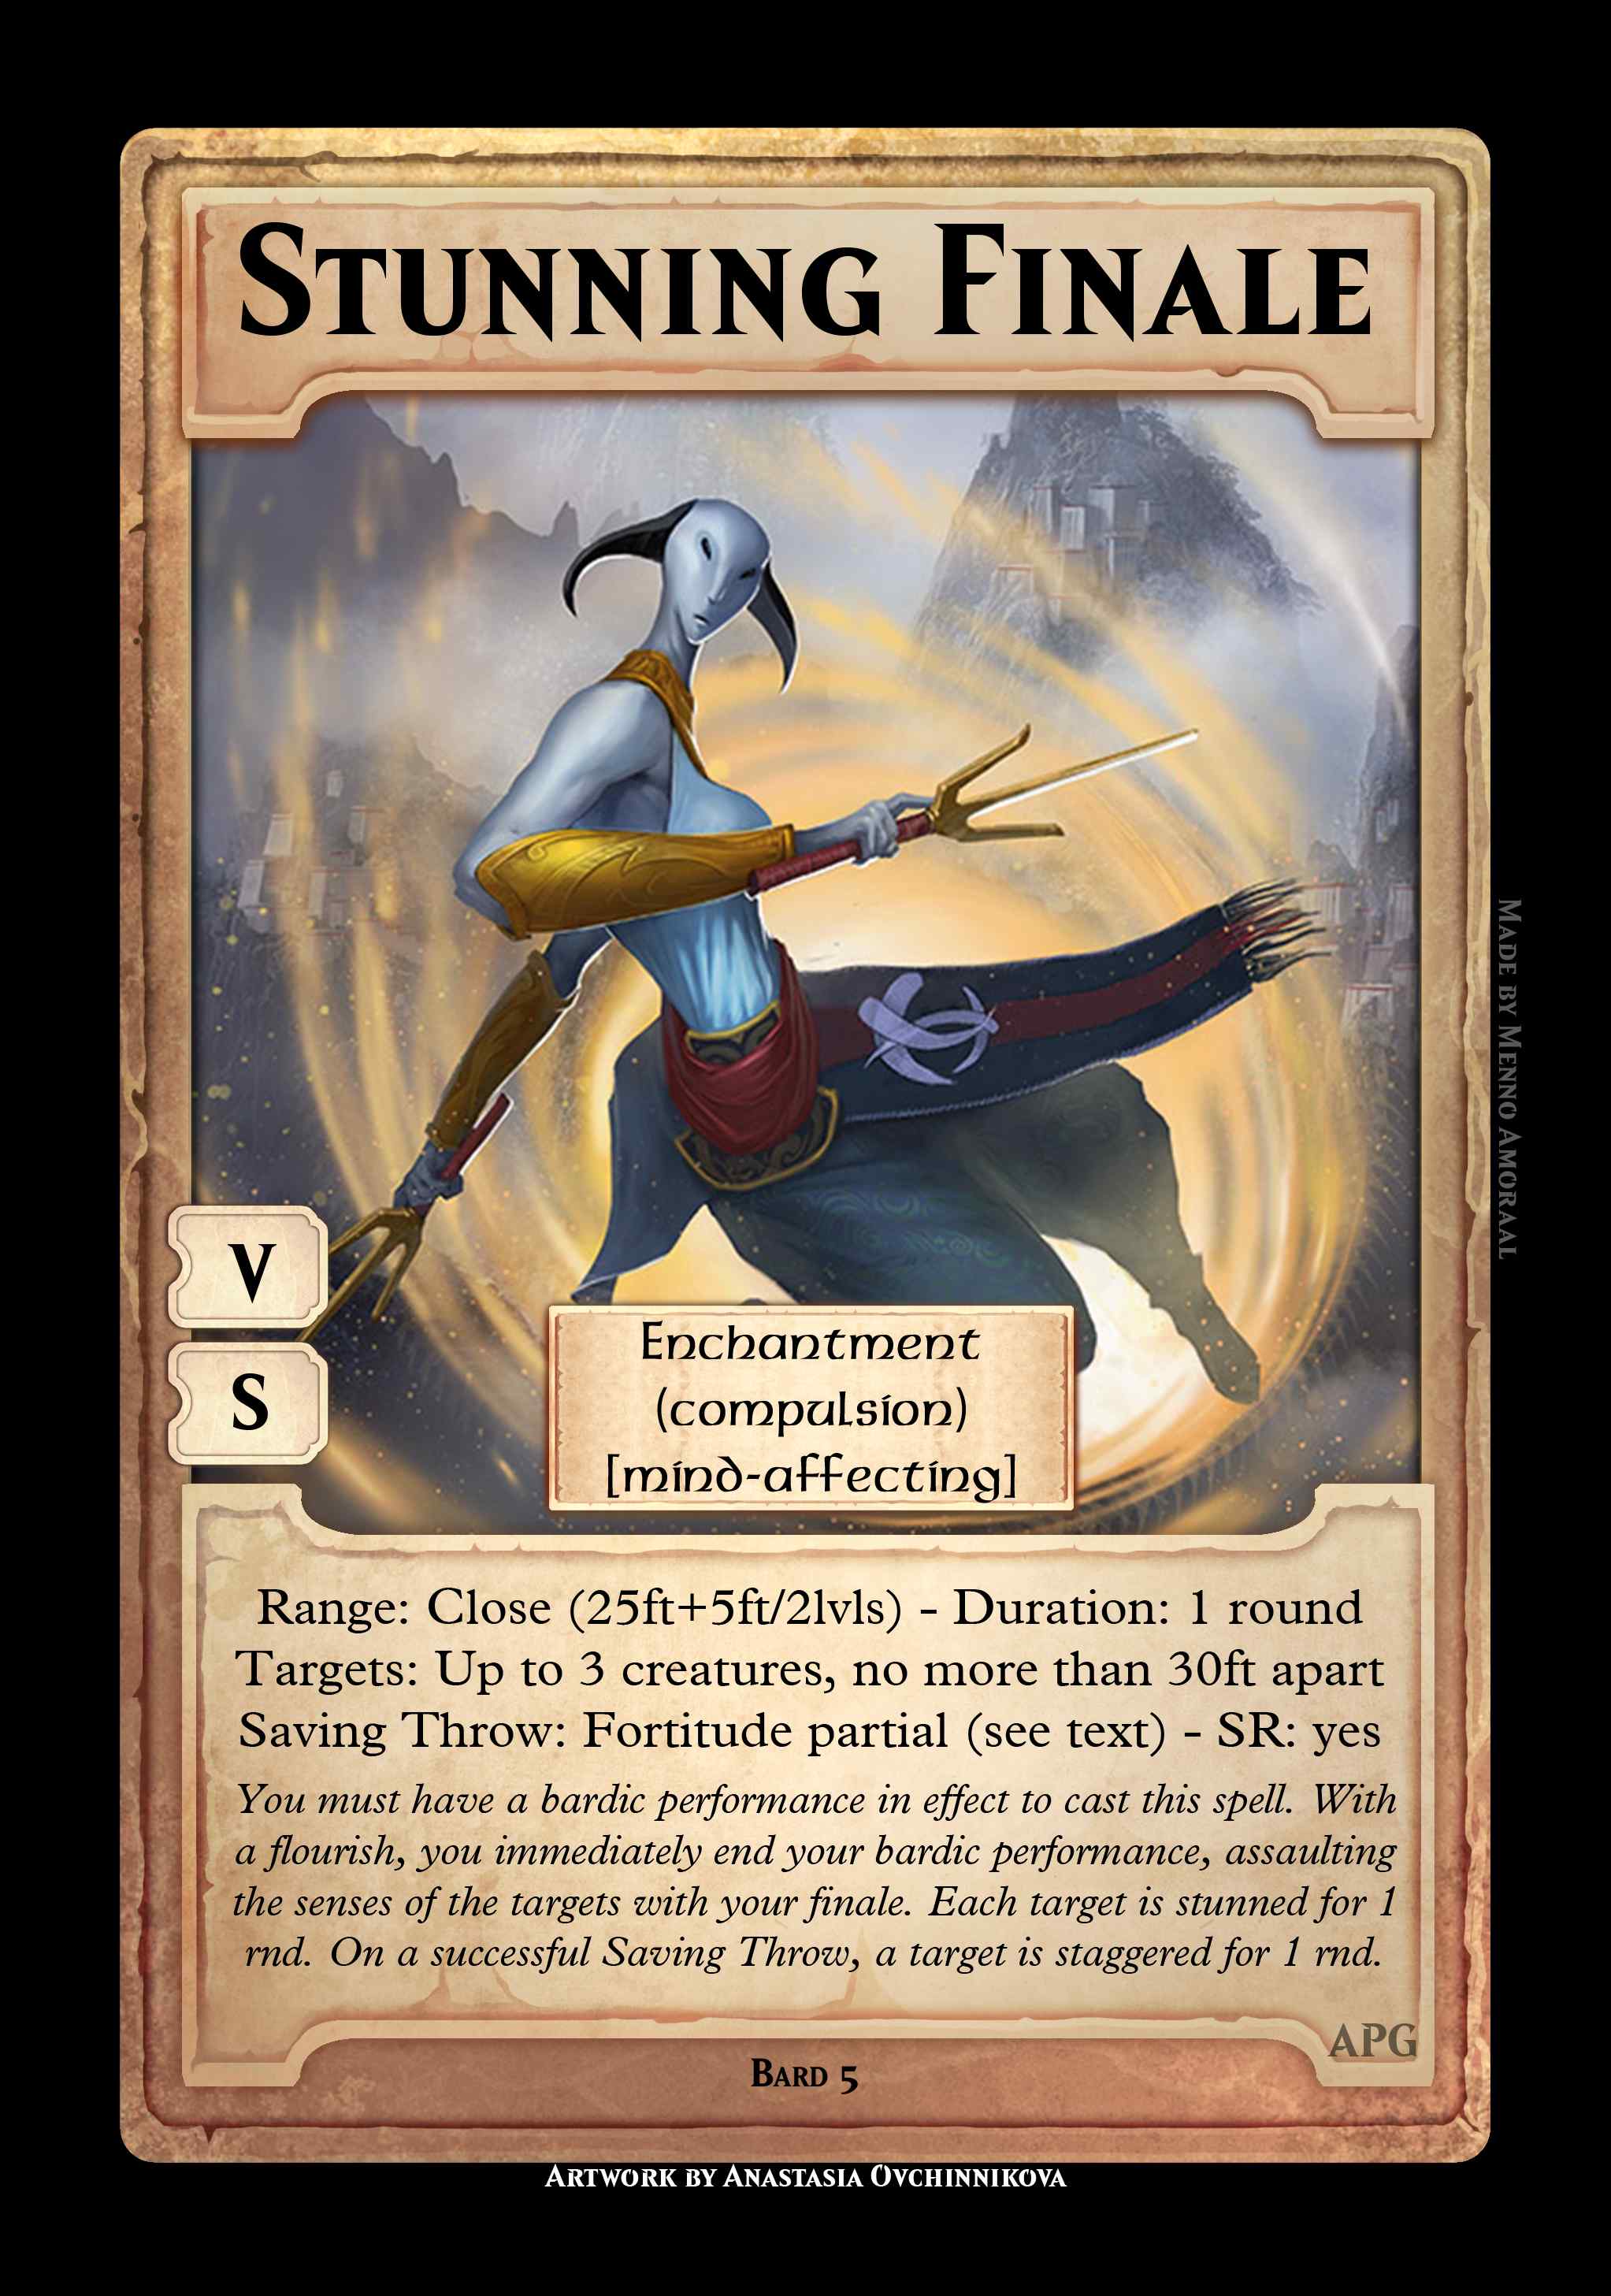 Stunning Finale
V
S
Enchantment
(compulsion)
[mind-affecting]
Range: Close (25ft+5ft/2lvls) - Duration: 1 round
Targets: Up to 3 creatures, no more than 30ft apart
Saving Throw: Fortitude partial (see text) - SR: yes
You must have a bardic performance in effect to cast this spell. With
a flourish, you immediately end your bardic performance, assaulting
the senses of the targets with your finale. Each target is stunned for 1
rnd. On a successful Saving Throw, a target is staggered for 1 rnd.
APG
Bard 5
Artwork by Anastasia Ovchinnikova
Made by Menno Amoraal